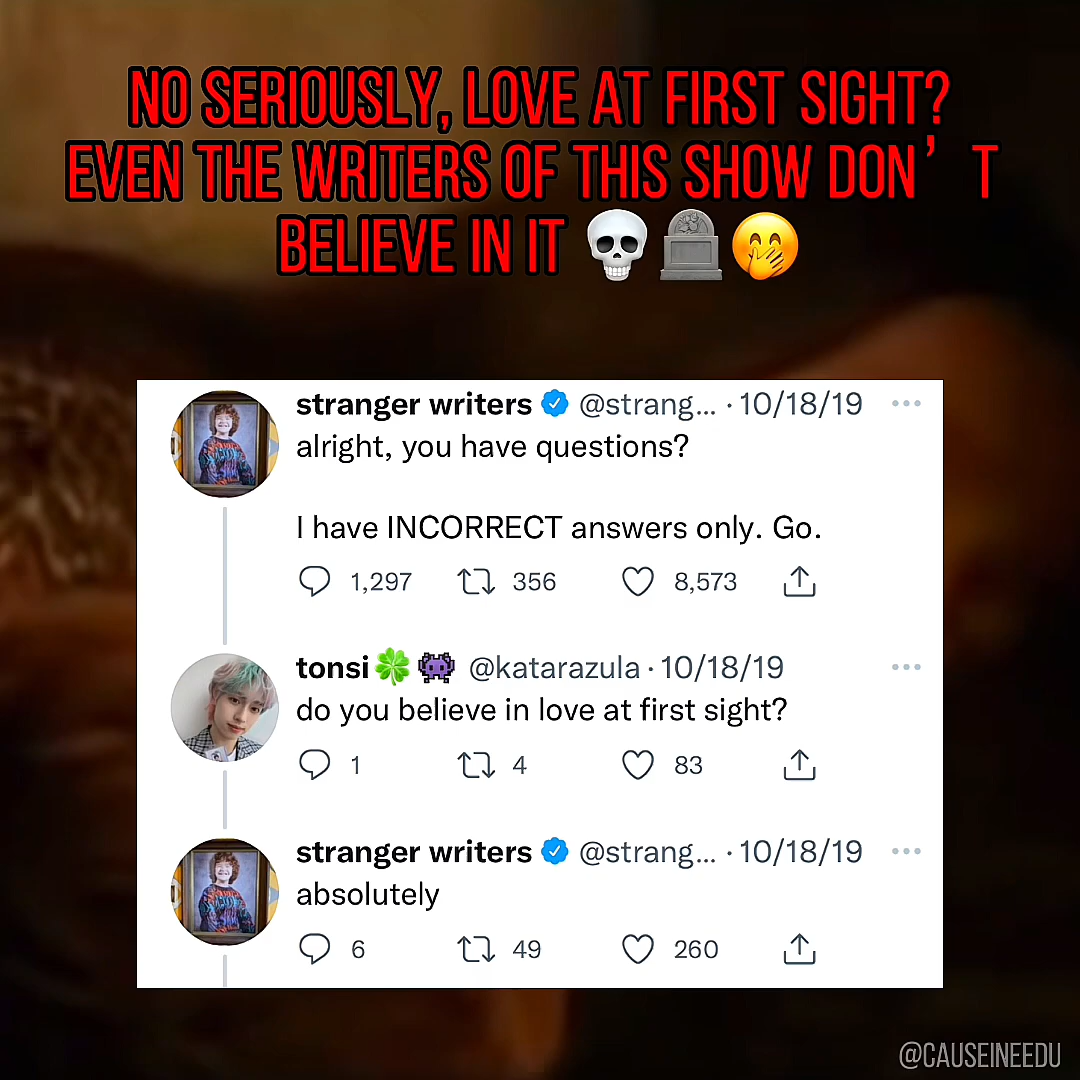 NO SERIOUSLY, LOVE AT FIRST SIGHT?
EVEN THE WRITERS OF THIS SHOW DON’T
BELIEVE IN IT 💀🪦🤭
stranger writers @strang... · 10/18/19
alright, you have questions?
I have INCORRECT answers only. Go.
1,297 356 8,573
tonsi🍀👾 @katarazula · 10/18/19
do you believe in love at first sight?
1 4 83
stranger writers @strang... · 10/18/19
absolutely
6 49 260
@CAUSEINEEDU